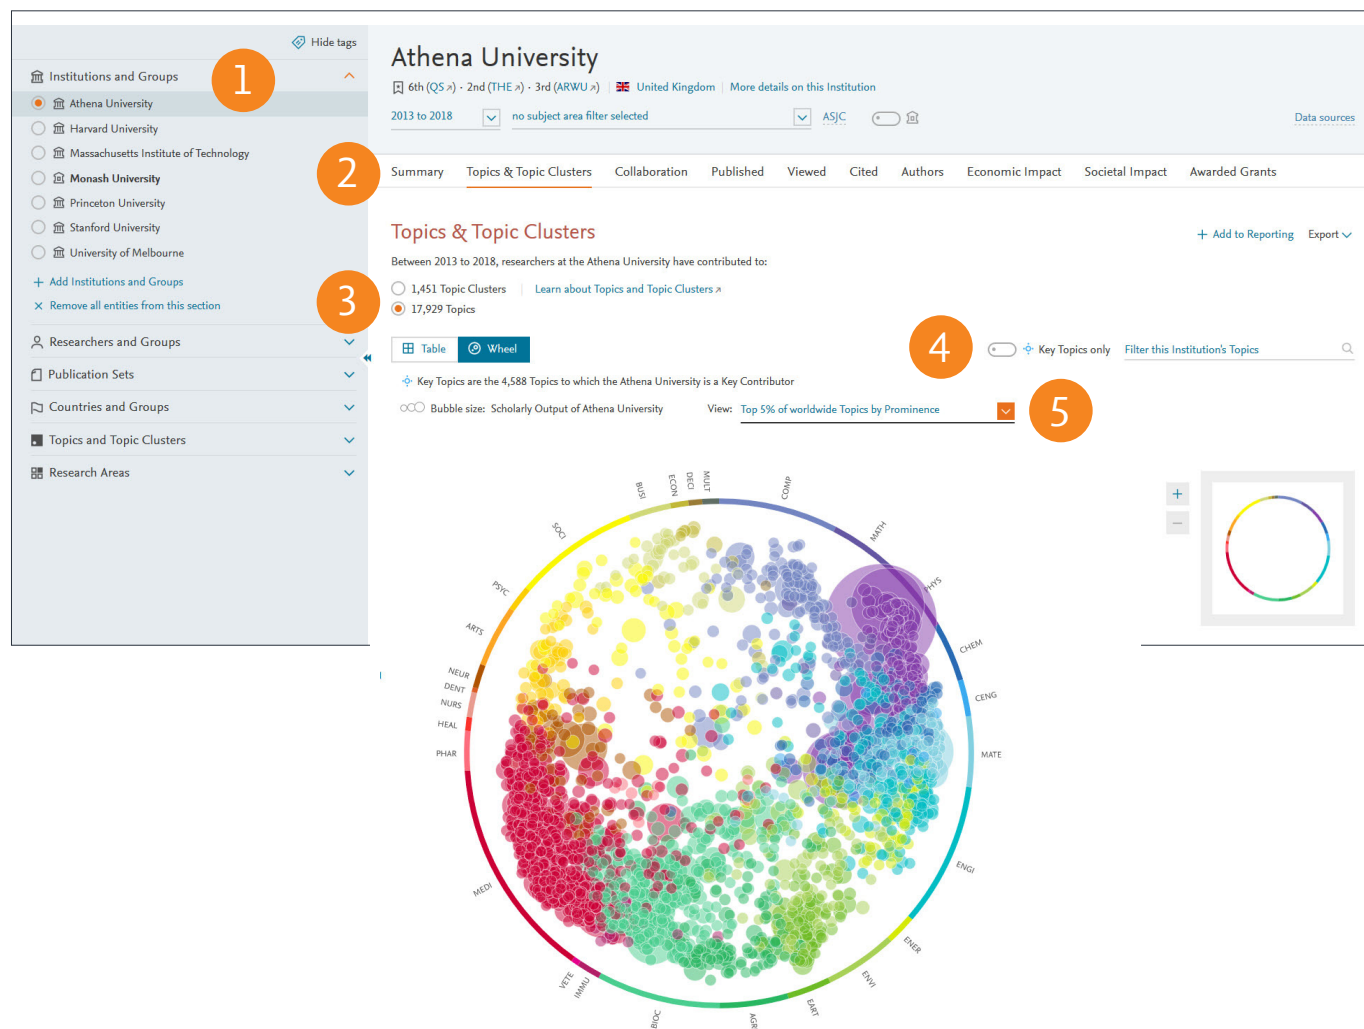 Hide tags
1
Institutions and Groups
Athena University
Harvard University
Massachusetts Institute of Technology
Monash University
Princeton University
Stanford University
University of Melbourne
+ Add Institutions and Groups
× Remove all entities from this section
Researchers and Groups
Publication Sets
Countries and Groups
Topics and Topic Clusters
Research Areas
Athena University
6th (QS↗) · 2nd (THE↗) · 3rd (ARWU↗) | United Kingdom | More details on this Institution
2013 to 2018 no subject area filter selected ASJC Data sources
2
Summary Topics & Topic Clusters Collaboration Published Viewed Cited Authors Economic Impact Societal Impact Awarded Grants
Topics & Topic Clusters
+ Add to Reporting Export
Between 2013 to 2018, researchers at the Athena University have contributed to:
3
1,451 Topic Clusters | Learn about Topics and Topic Clusters↗
17,929 Topics
Table Wheel
4
Key Topics only Filter this Institution's Topics
Key Topics are the 4,588 Topics to which the Athena University is a Key Contributor
Bubble size: Scholarly Output of Athena University View: Top 5% of worldwide Topics by Prominence
5
+
−
COMP
MATH
PHYS
CHEM
CENG
MATE
ENGI
ENER
ENVI
EART
AGR
BIOC
IMMU
VETE
MEDI
PHAR
HEAL
NURS
DENT
NEUR
ARTS
PSYC
SOCI
BUSI
ECON
DECI
MULT